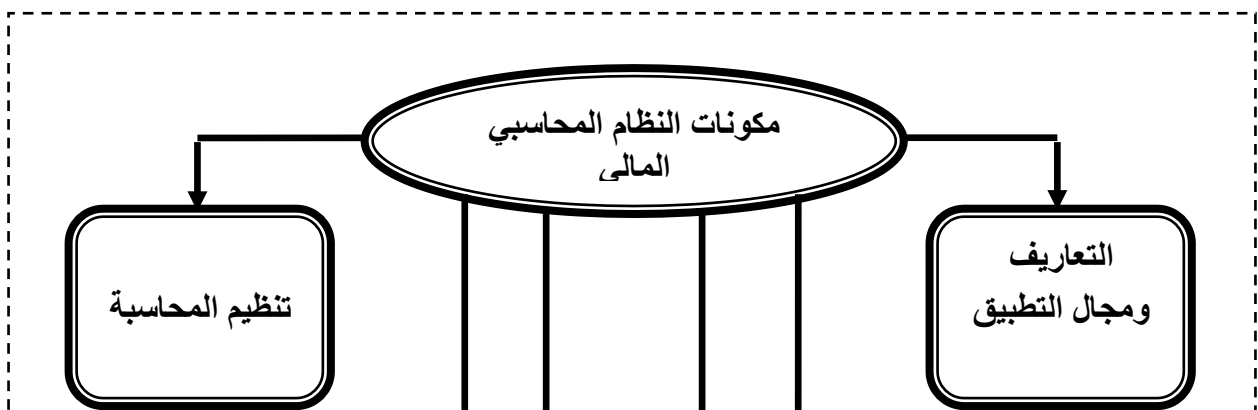 مكونات النظام المحاسبي
المالي
التعاريف
ومجال التطبيق
تنظيم المحاسبة